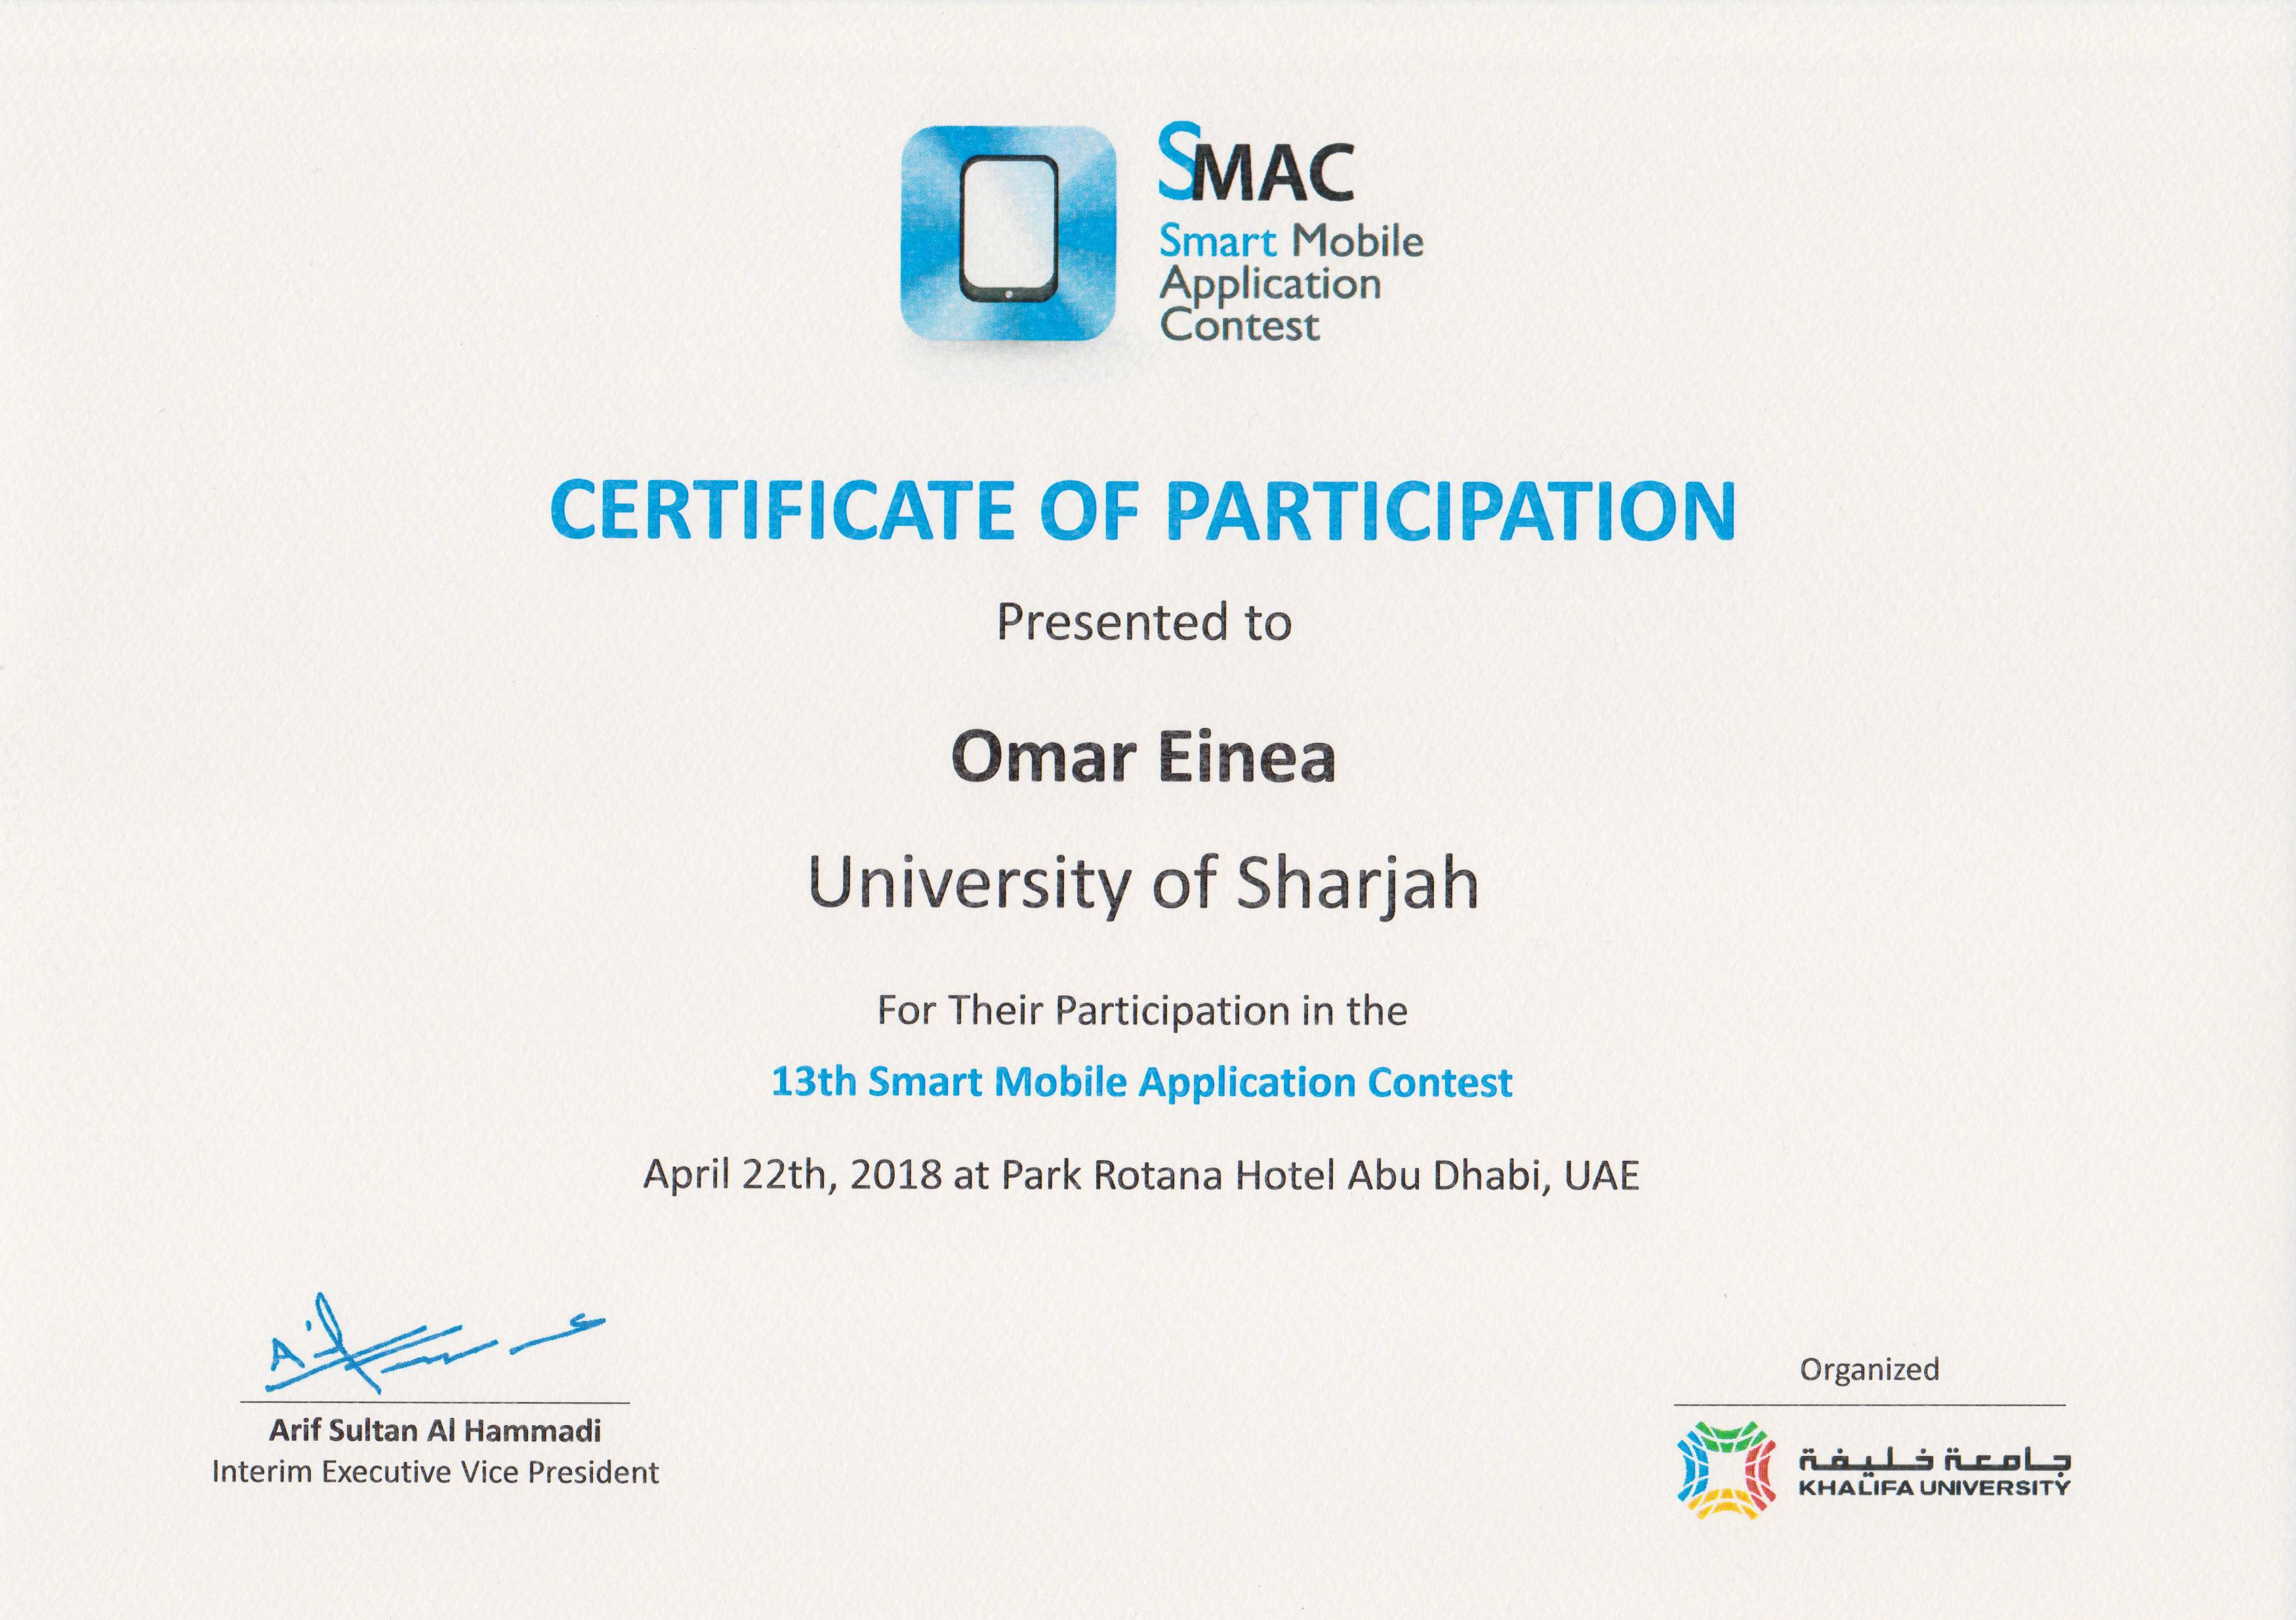 SMAC
Smart Mobile
Application
Contest
CERTIFICATE OF PARTICIPATION
Presented to
Omar Einea
University of Sharjah
For Their Participation in the
13th Smart Mobile Application Contest
April 22th, 2018 at Park Rotana Hotel Abu Dhabi, UAE
Arif Sultan Al Hammadi
Interim Executive Vice President
Organized
جامعة خليفة
KHALIFA UNIVERSITY